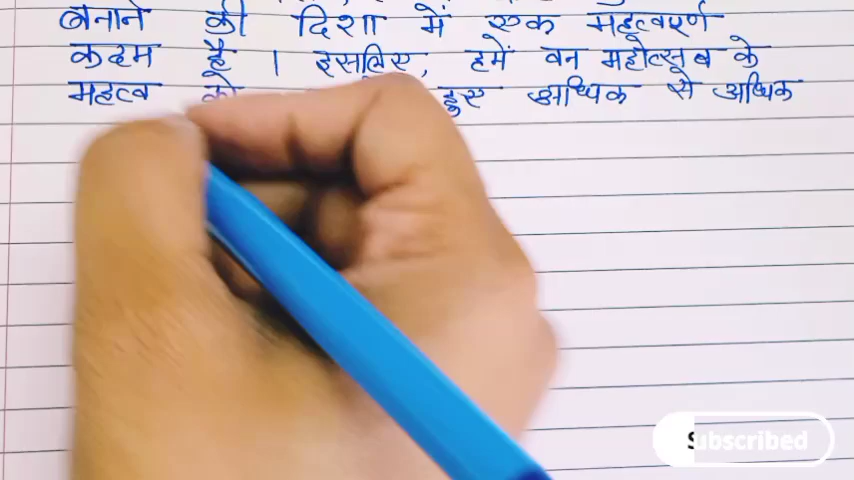 बनाने की दिशा में एक महत्वपूर्ण
कदम है । इसलिए, हमें वन महोत्सव के
महत्व को हुए अधिक से अधिक
Subscribed